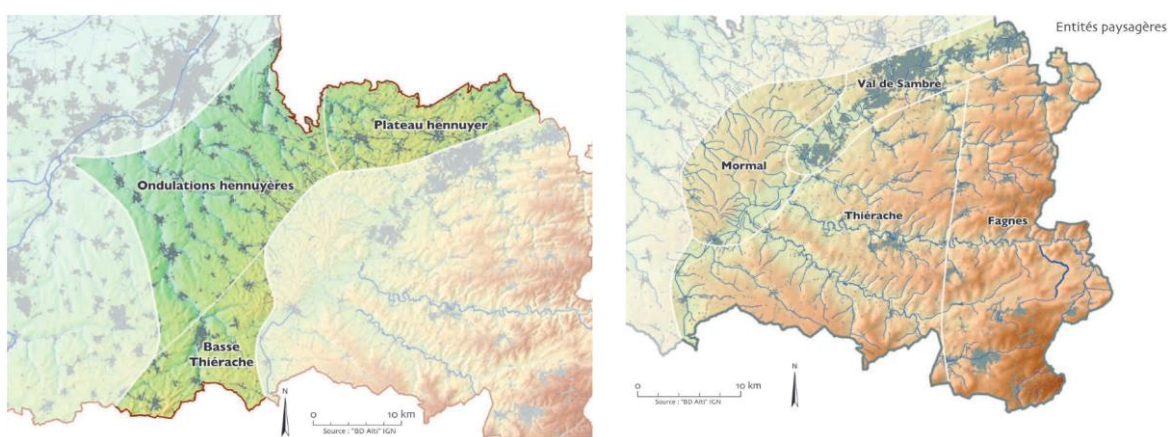 Plateau hennuyer
Ondulations hennuyères
Basse
Thiérache
N
0 10 km
Source : "BD Alti" IGN
Entités paysagères
Val de Sambre
Mormal
Thiérache
Fagnes
N
0 10 km
Source : "BD Alti" IGN